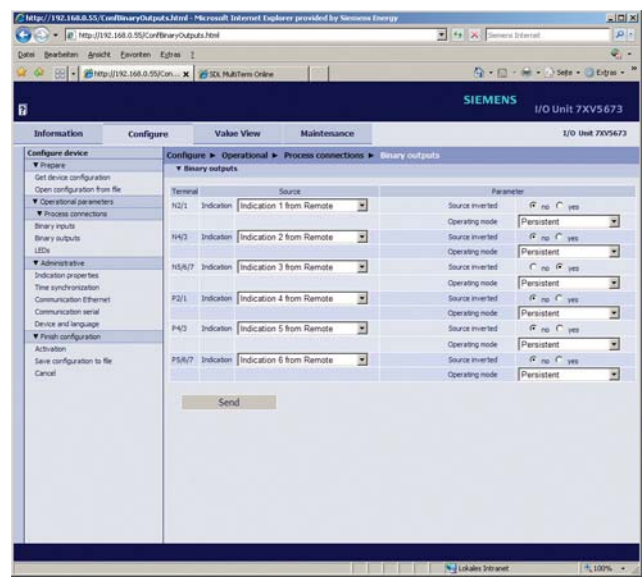 http://192.168.0.55/ConfBinaryOutputs.html - Microsoft Internet Explorer provided by Siemens Energy
http://192.168.0.55/ConfBinaryOutputs.html
Siemens Internet
Datei Bearbeiten Ansicht Favoriten Extras ?
http://192.168.0.55/Con... SDL MultiTerm Online Seite Extras
SIEMENS
I/O Unit 7XV5673
Information Configure Value View Maintenance I/O Unit 7XV5673
Configure device
▼ Prepare
Get device configuration
Open configuration from file
▼ Operational parameters
▼ Process connections
Binary inputs
Binary outputs
LEDs
▼ Administrative
Indication properties
Time synchronization
Communication Ethernet
Communication serial
Device and language
▼ Finish configuration
Activation
Save configuration to file
Cancel
Configure ► Operational ► Process connections ► Binary outputs
▼ Binary outputs
Terminal Source Parameter
N2/1 Indication Indication 1 from Remote Source inverted no yes
Operating mode Persistent
N4/3 Indication Indication 2 from Remote Source inverted no yes
Operating mode Persistent
N5/6/7 Indication Indication 3 from Remote Source inverted no yes
Operating mode Persistent
P2/1 Indication Indication 4 from Remote Source inverted no yes
Operating mode Persistent
P4/3 Indication Indication 5 from Remote Source inverted no yes
Operating mode Persistent
P5/6/7 Indication Indication 6 from Remote Source inverted no yes
Operating mode Persistent
Send
Lokales Intranet 100%